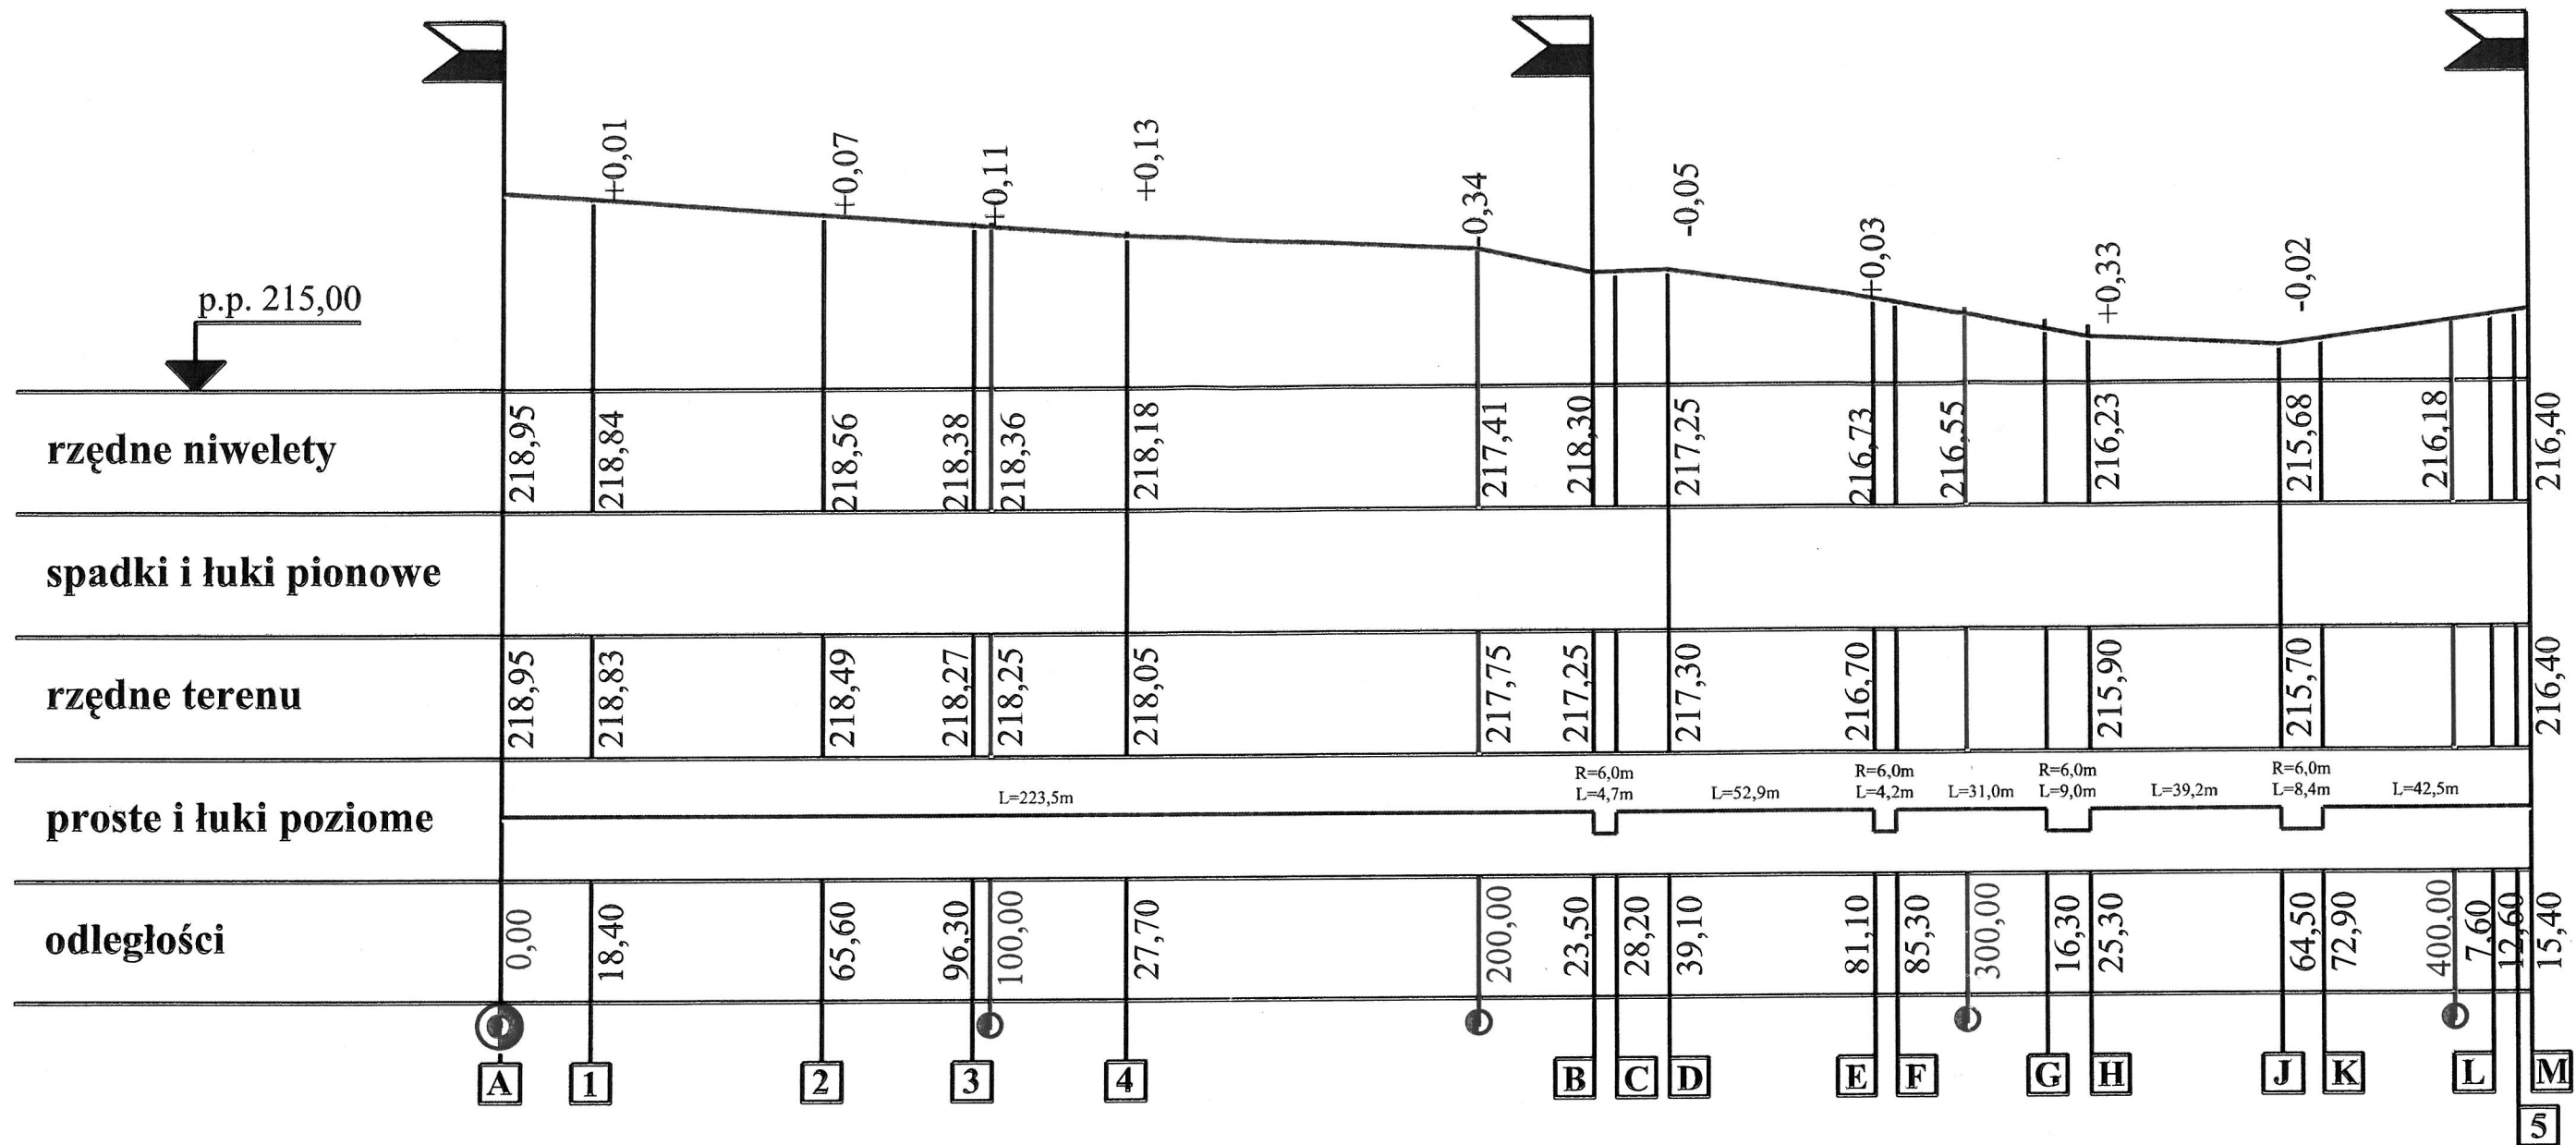 +0,01 +0,07 +0,11 +0,13 -0,34 -0,05 +0,03 +0,33 -0,02
p.p. 215,00
rzędne niwelety 218,95 218,84 218,56 218,38 218,36 218,18 217,41 218,30 217,25 216,73 216,55 216,23 215,68 216,18 216,40
spadki i łuki pionowe
rzędne terenu 218,95 218,83 218,49 218,27 218,25 218,05 217,75 217,25 217,30 216,70 215,90 215,70 216,40
R=6,0m R=6,0m R=6,0m R=6,0m
L=223,5m L=4,7m L=52,9m L=4,2m L=31,0m L=9,0m L=39,2m L=8,4m L=42,5m
proste i łuki poziome
odległości 0,00 18,40 65,60 96,30 100,00 27,70 200,00 23,50 28,20 39,10 81,10 85,30 300,00 16,30 25,30 64,50 72,90 400,00 7,60 12,60 15,40
A 1 2 3 4 B C D E F G H J K L M
5